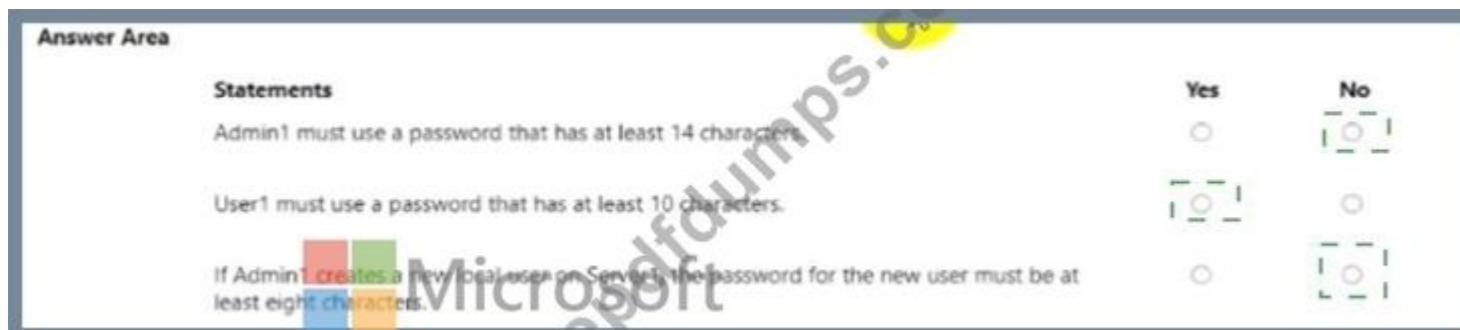 Answer Area
Statements Yes No
Admin1 must use a password that has at least 14 characters.
User1 must use a password that has at least 10 characters.
If Admin1 creates a new local user on Server1, the password for the new user must be at
least eight characters.
Microsoft
pdfdumps.